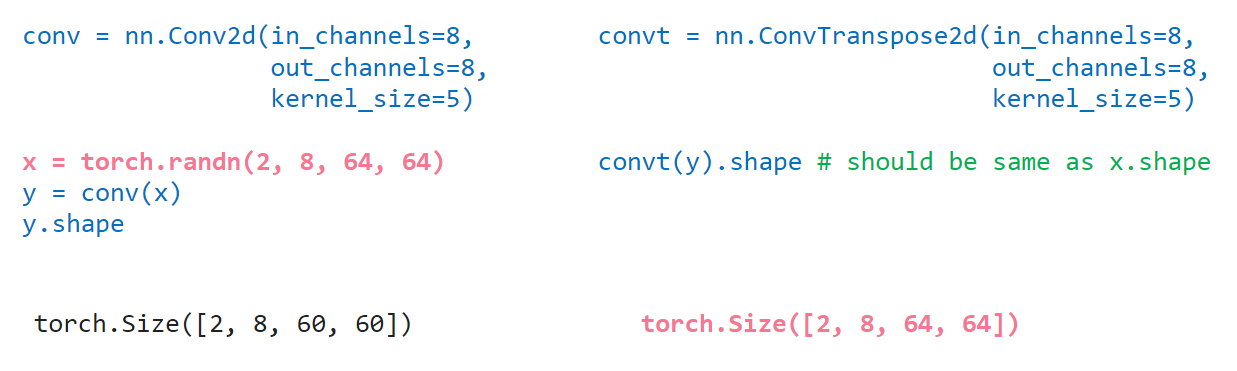 conv = nn.Conv2d(in_channels=8,
out_channels=8,
kernel_size=5)
x = torch.randn(2, 8, 64, 64)
y = conv(x)
y.shape
torch.Size([2, 8, 60, 60])
convt = nn.ConvTranspose2d(in_channels=8,
out_channels=8,
kernel_size=5)
convt(y).shape # should be same as x.shape
torch.Size([2, 8, 64, 64])